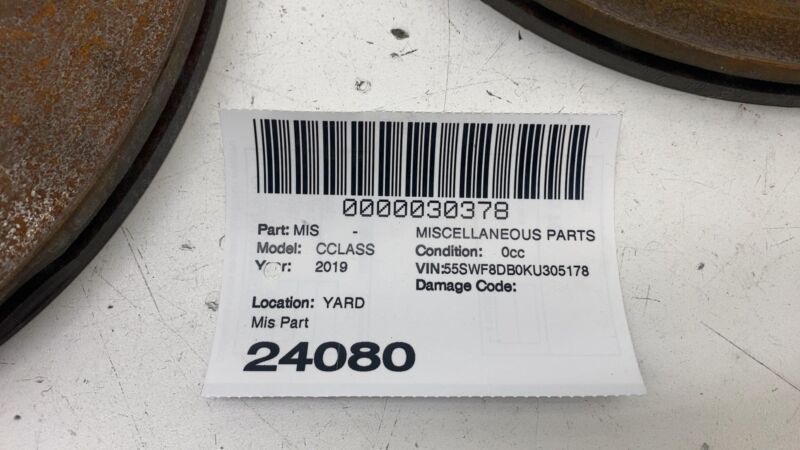 0000030378
Part: MIS - MISCELLANEOUS PARTS
Model: CCLASS Condition: 0cc
Year: 2019 VIN:55SWF8DB0KU305178
Damage Code:
Location: YARD
Mis Part
24080